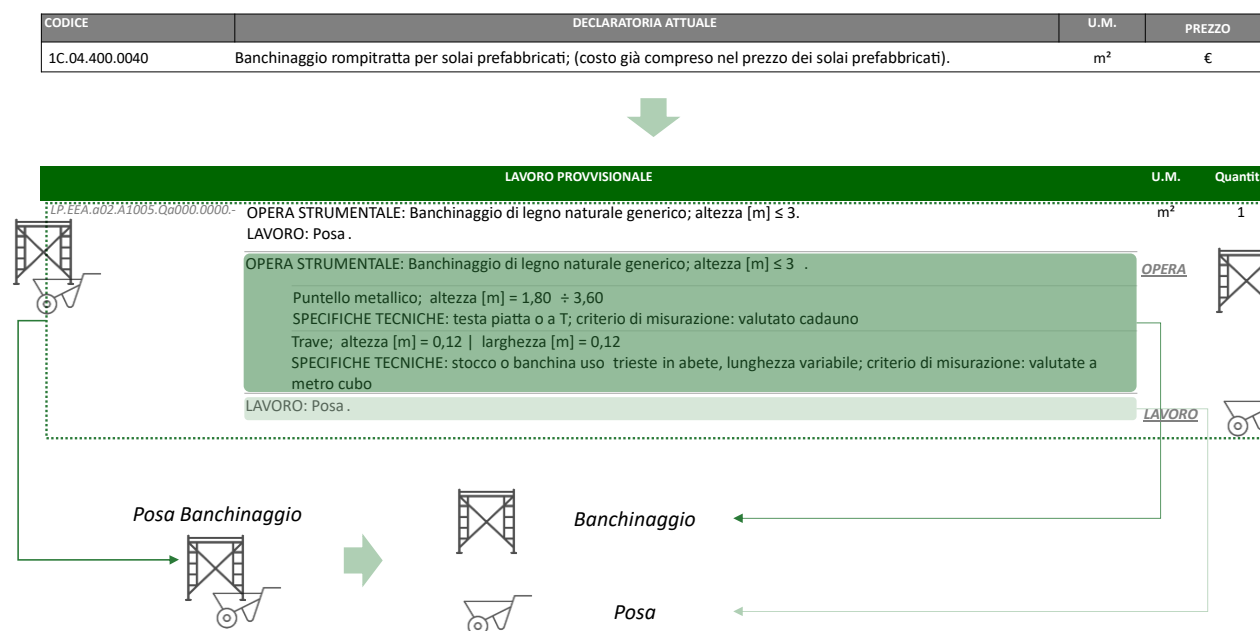 CODICE DECLARATORIA ATTUALE U.M. PREZZO
1C.04.400.0040 Banchinaggio rompitratta per solai prefabbricati; (costo già compreso nel prezzo dei solai prefabbricati). m² €
LAVORO PROVVISIONALE U.M. Quantit
LP.EEA.a02.A1005.Qa000.0000.- OPERA STRUMENTALE: Banchinaggio di legno naturale generico; altezza [m] ≤ 3. m² 1
LAVORO: Posa .
OPERA STRUMENTALE: Banchinaggio di legno naturale generico; altezza [m] ≤ 3 . OPERA
Puntello metallico; altezza [m] = 1,80 ÷ 3,60
SPECIFICHE TECNICHE: testa piatta o a T; criterio di misurazione: valutato cadauno
Trave; altezza [m] = 0,12 | larghezza [m] = 0,12
SPECIFICHE TECNICHE: stocco o banchina uso trieste in abete, lunghezza variabile; criterio di misurazione: valutate a
metro cubo
LAVORO: Posa . LAVORO
Posa Banchinaggio
Banchinaggio
Posa